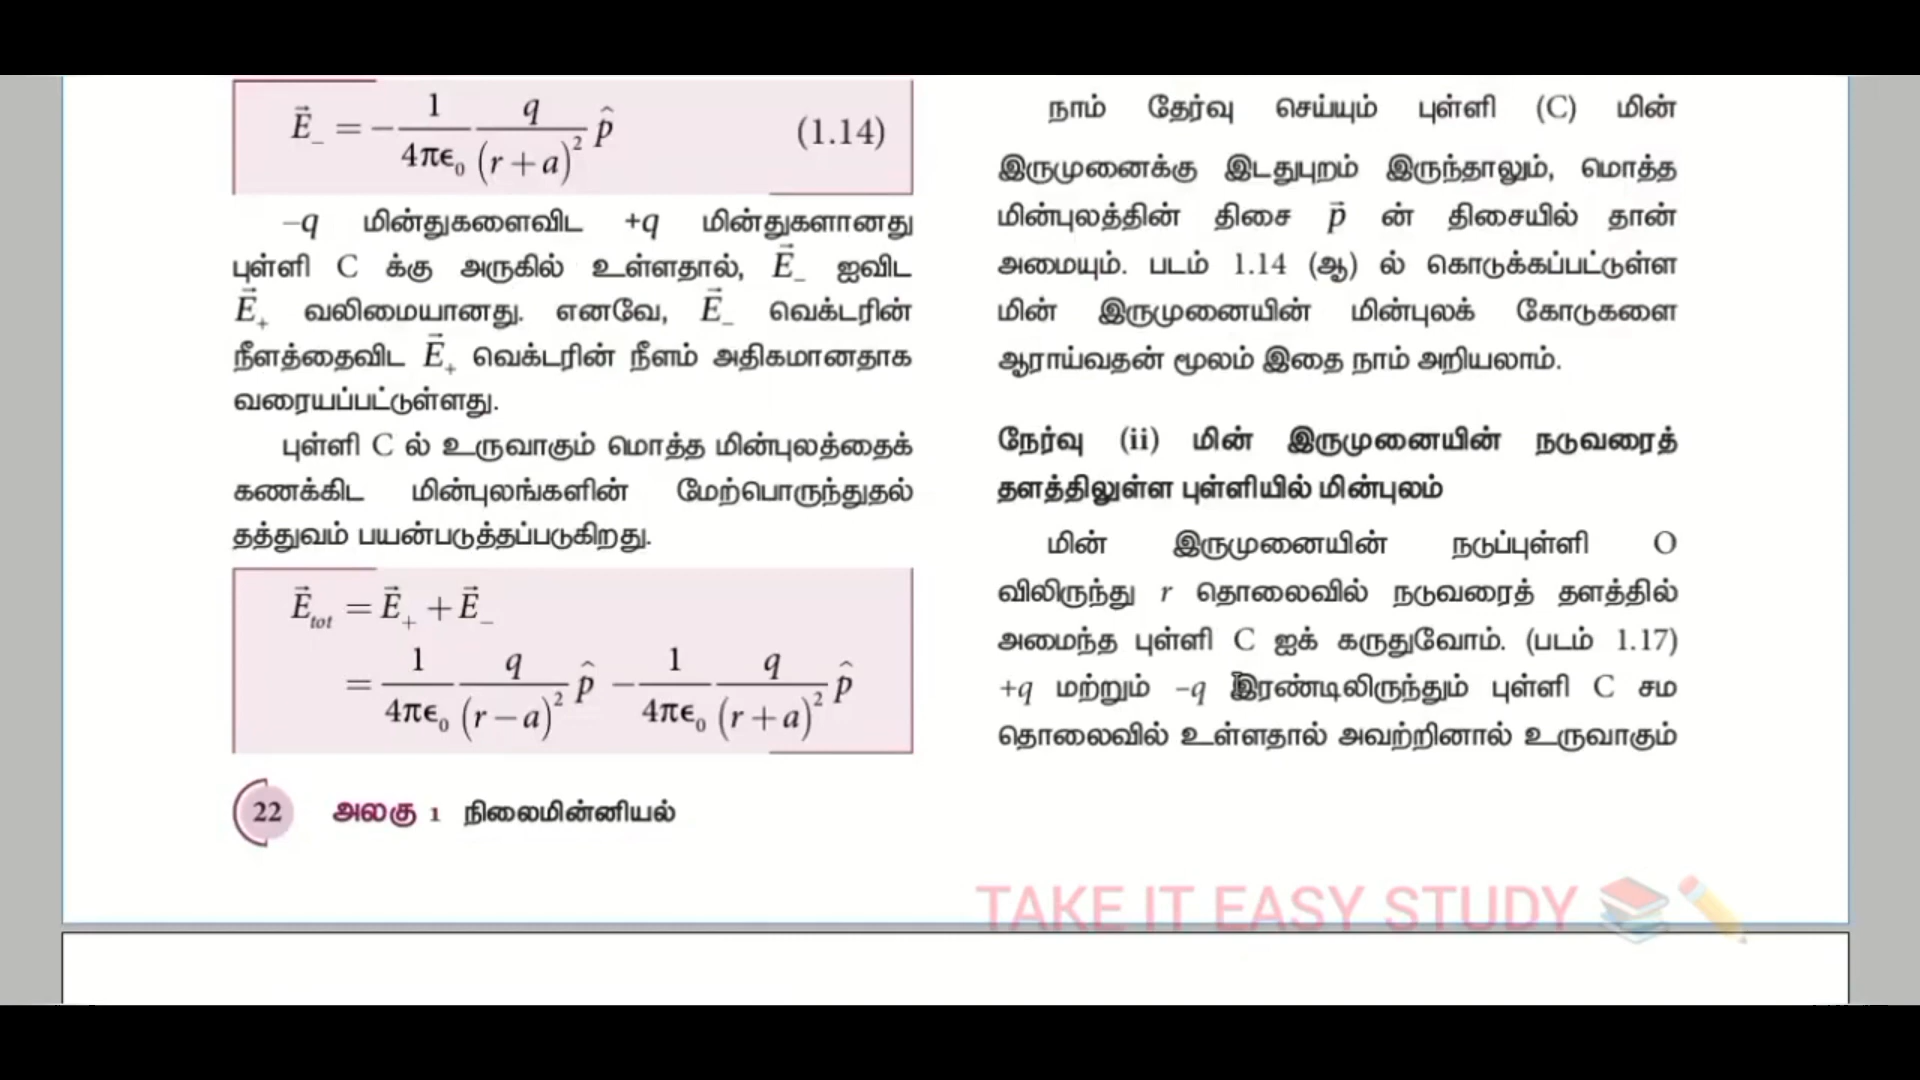 E⃗₋ = − 1/4πϵ₀ q/(r + a)² p̂ (1.14)
–q மின்துகளைவிட +q மின்துகளானது
புள்ளி C க்கு அருகில் உள்ளதால், E⃗₋ ஐவிட
E⃗₊ வலிமையானது. எனவே, E⃗₋ வெக்டரின்
நீளத்தைவிட E⃗₊ வெக்டரின் நீளம் அதிகமானதாக
வரையப்பட்டுள்ளது.
புள்ளி C ல் உருவாகும் மொத்த மின்புலத்தைக்
கணக்கிட மின்புலங்களின் மேற்பொருந்துதல்
தத்துவம் பயன்படுத்தப்படுகிறது.
E⃗tot = E⃗₊ + E⃗₋
= 1/4πϵ₀ q/(r − a)² p̂ − 1/4πϵ₀ q/(r + a)² p̂
22 அலகு 1 நிலைமின்னியல்
நாம் தேர்வு செய்யும் புள்ளி (C) மின்
இருமுனைக்கு இடதுபுறம் இருந்தாலும், மொத்த
மின்புலத்தின் திசை p⃗ ன் திசையில் தான்
அமையும். படம் 1.14 (ஆ) ல் கொடுக்கப்பட்டுள்ள
மின் இருமுனையின் மின்புலக் கோடுகளை
ஆராய்வதன் மூலம் இதை நாம் அறியலாம்.
நேர்வு (ii) மின் இருமுனையின் நடுவரைத்
தளத்திலுள்ள புள்ளியில் மின்புலம்
மின் இருமுனையின் நடுப்புள்ளி O
விலிருந்து r தொலைவில் நடுவரைத் தளத்தில்
அமைந்த புள்ளி C ஐக் கருதுவோம். (படம் 1.17)
+q மற்றும் –q இரண்டிலிருந்தும் புள்ளி C சம
தொலைவில் உள்ளதால் அவற்றினால் உருவாகும்
TAKE IT EASY STUDY